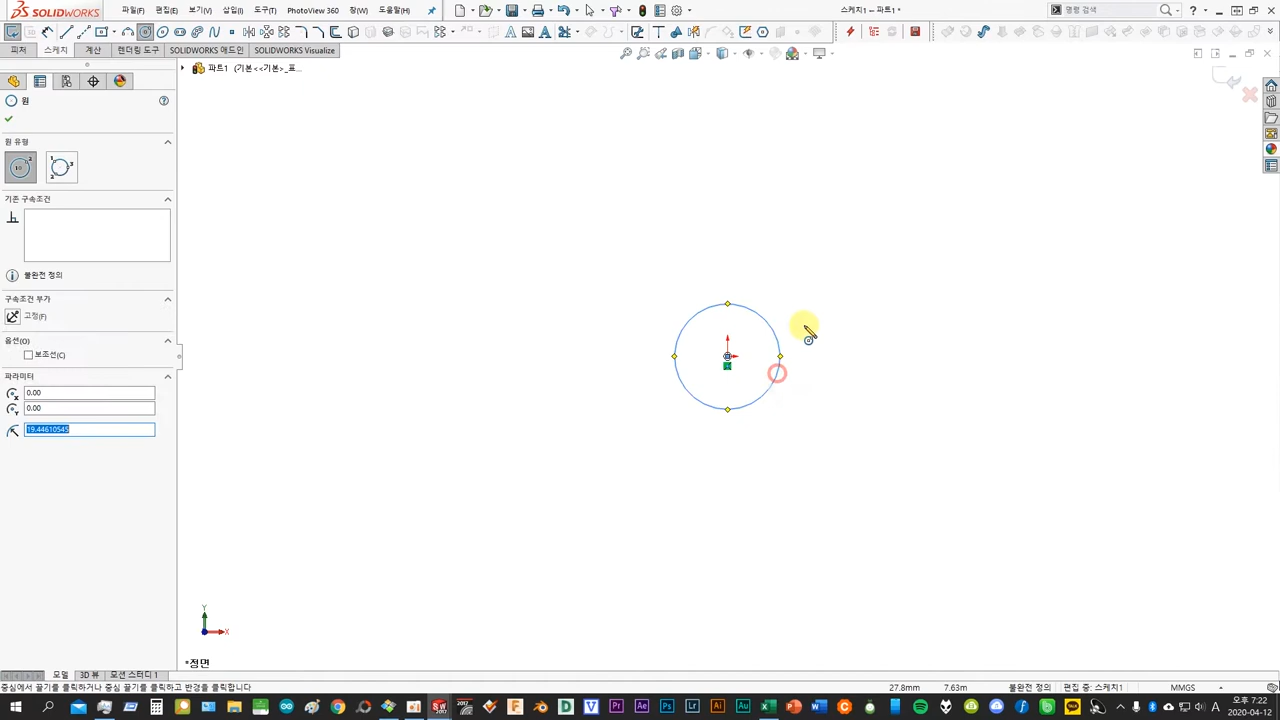 SOLIDWORKS 파일(F) 편집(E) 보기(V) 삽입(I) 도구(T) PhotoView 360 창(W) 도움말(H) 스케치1 ← 파트1 * 명령 검색
피처 스케치 계산 렌더링 도구 SOLIDWORKS 애드인 SOLIDWORKS Visualize
파트1 (기본<<기본>_표...
원
원 유형
기존 구속조건
불완전 정의
구속조건 부가
고정(F)
옵션(O)
보조선(C)
파라미터
0.00
0.00
19.44610545
Y
X
*정면
모델 3D 뷰 모션 스터디 1
중심에서 끌기를 클릭하거나 중심 끌기를 클릭하고 반경을 클릭합니다 27.8mm 7.63m 불완전 정의 편집 중: 스케치1 MMGS
오후 7:22
2020-04-12